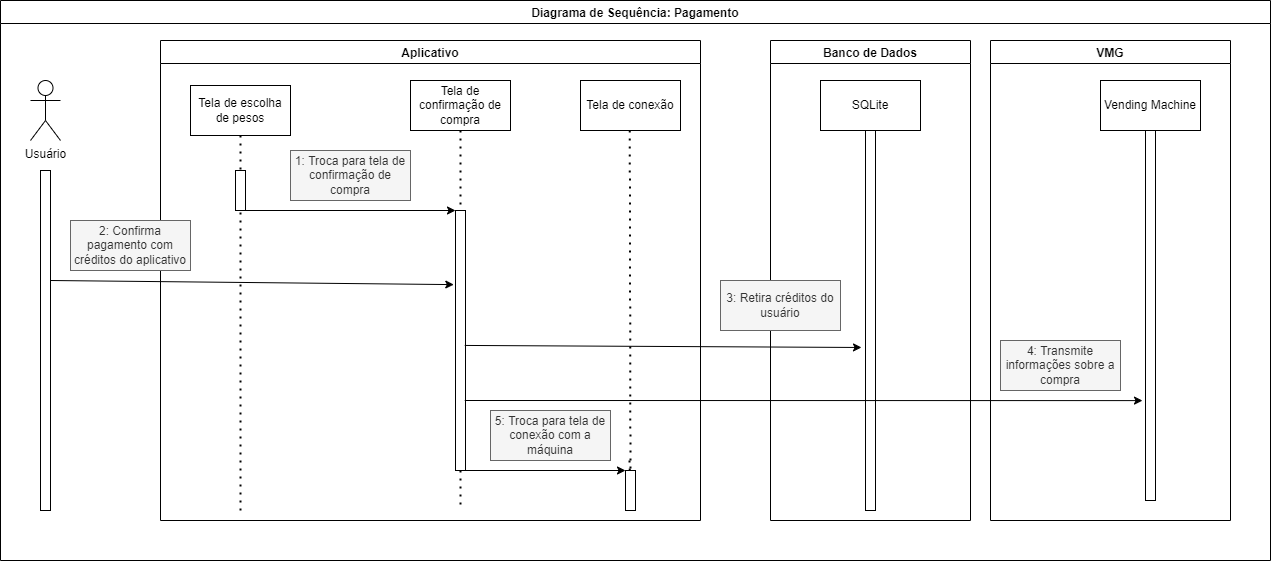 Diagrama de Sequência: Pagamento
Aplicativo
Banco de Dados
VMG
Usuário
Tela de escolha
de pesos
Tela de
confirmação de
compra
Tela de conexão
SQLite
Vending Machine
1: Troca para tela de
confirmação de
compra
2: Confirma
pagamento com
créditos do aplicativo
3: Retira créditos do
usuário
4: Transmite
informações sobre a
compra
5: Troca para tela de
conexão com a
máquina